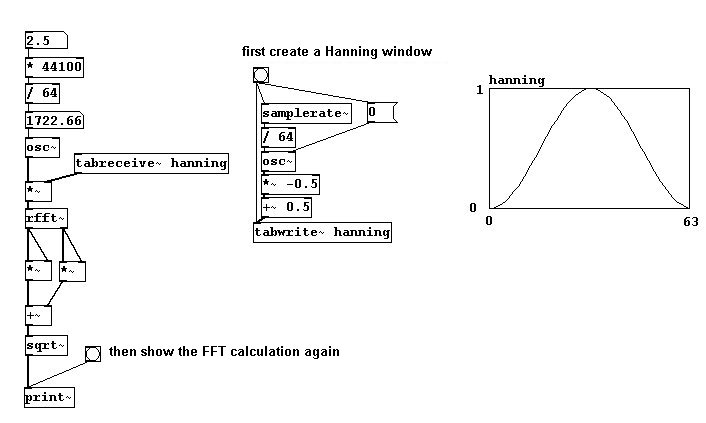 2.5
* 44100
/ 64
1722.66
osc~
tabreceive~ hanning
*~
rfft~
*~
*~
+~
sqrt~
then show the FFT calculation again
print~
first create a Hanning window
samplerate~
0
/ 64
osc~
*~ -0.5
+~ 0.5
tabwrite~ hanning
hanning
1
0
0
63